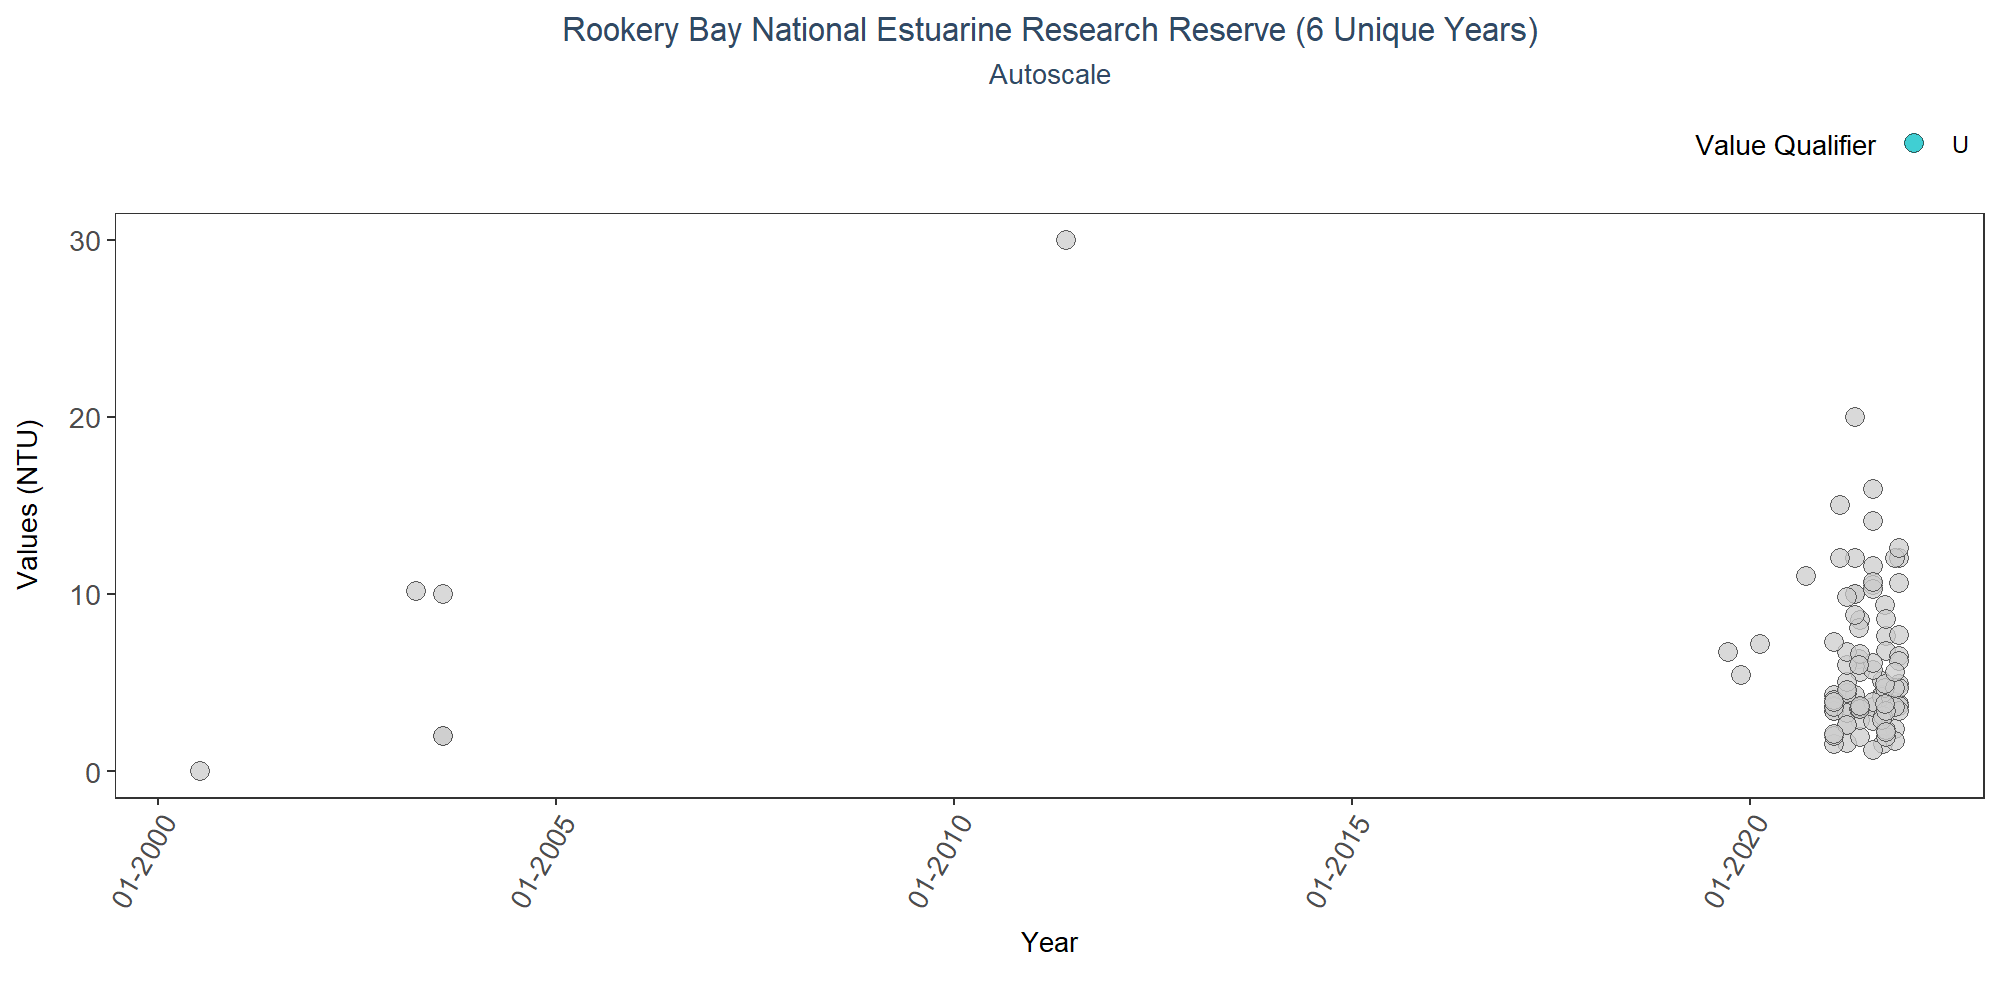 Rookery Bay National Estuarine Research Reserve (6 Unique Years)
Autoscale
Value Qualifier U
30
20
10
0
Values (NTU)
01-2000 01-2005 01-2010 01-2015 01-2020
Year